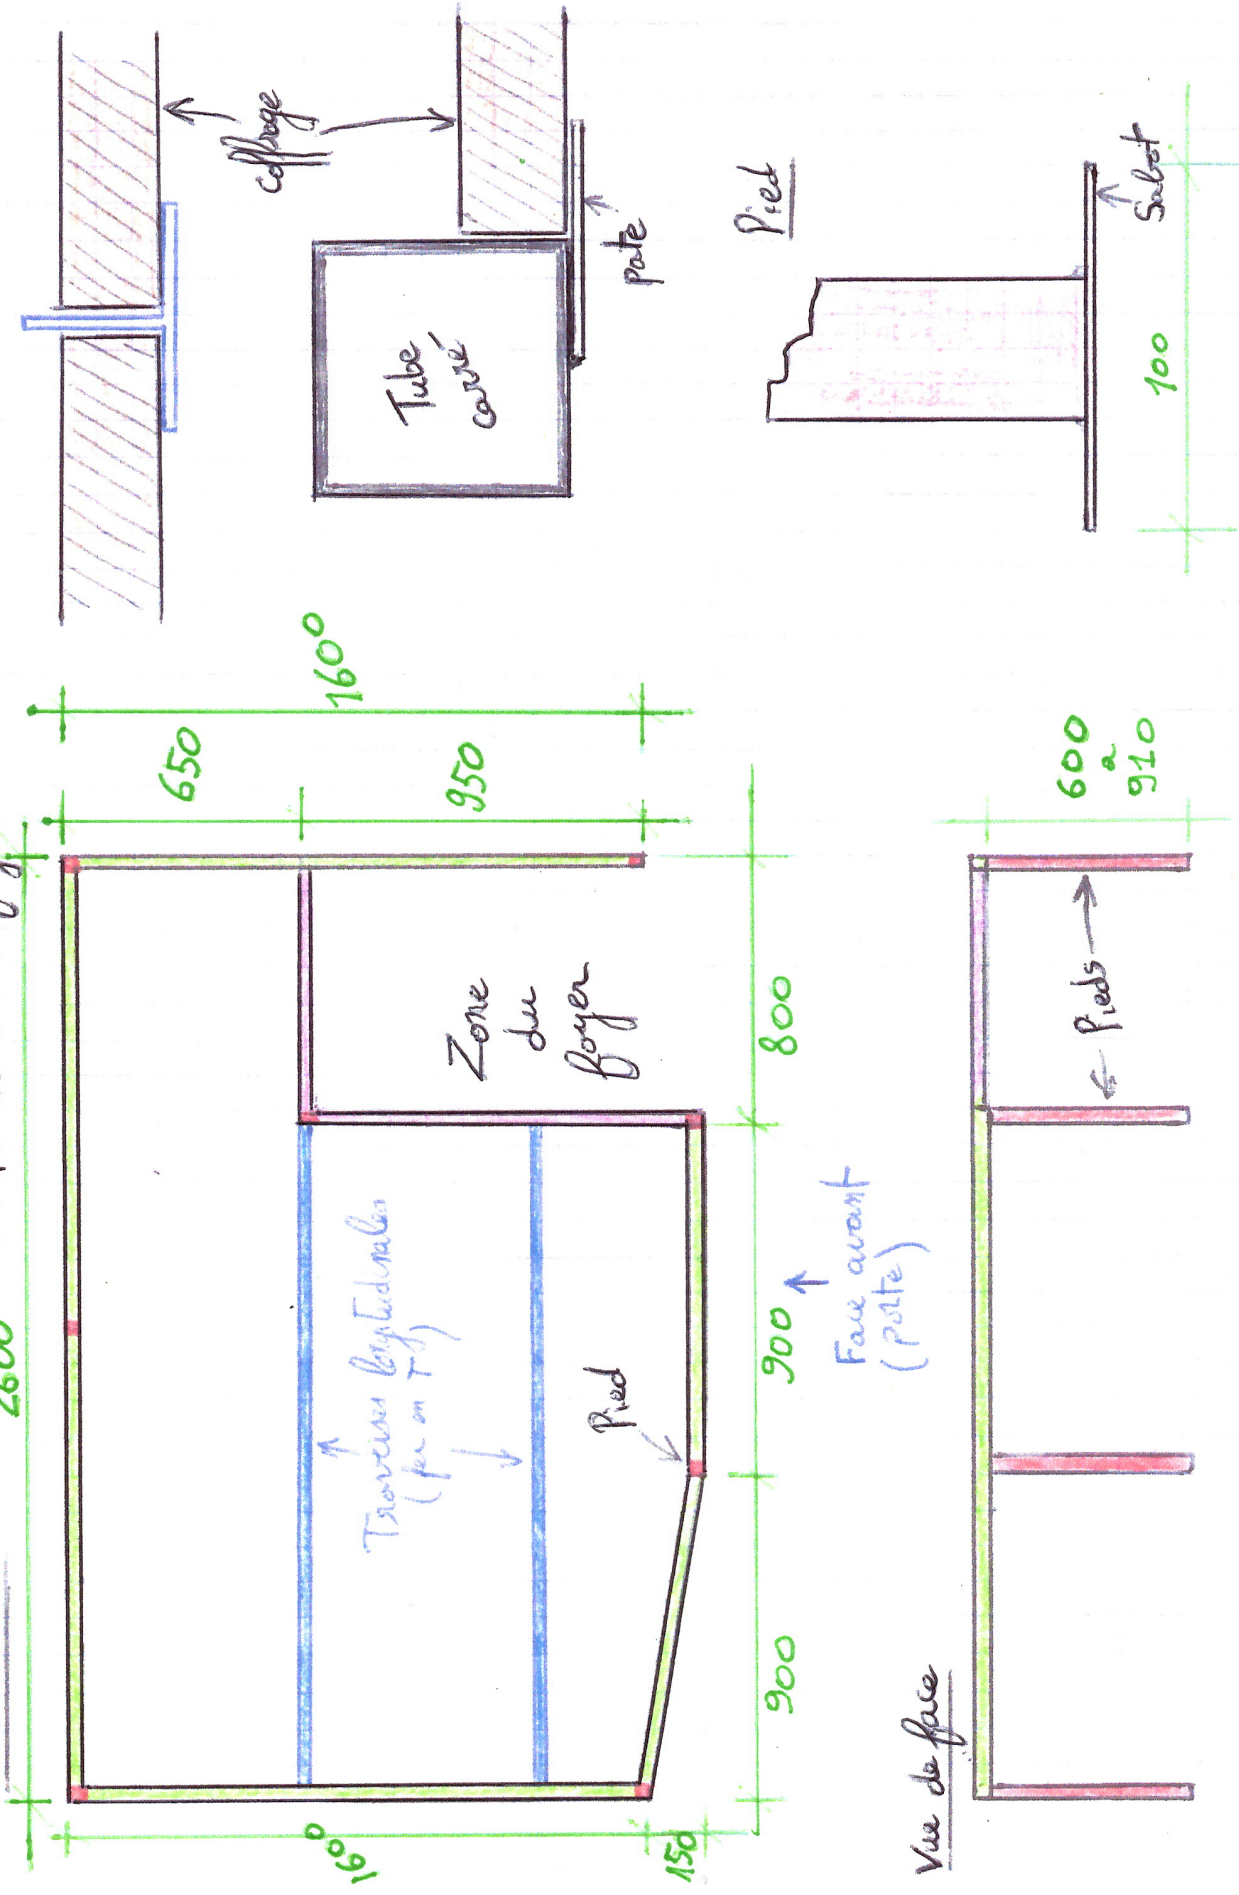 2600
650
1600
950
1600
150
Traverses longitudinales
(fer en T)
Zone
du
foyer
Pied
900
900
800
Face avant
(porte)
Vue de face
Pieds
600
a
910
coffrage
Tube
carré
pate
Pied
Sabot
100